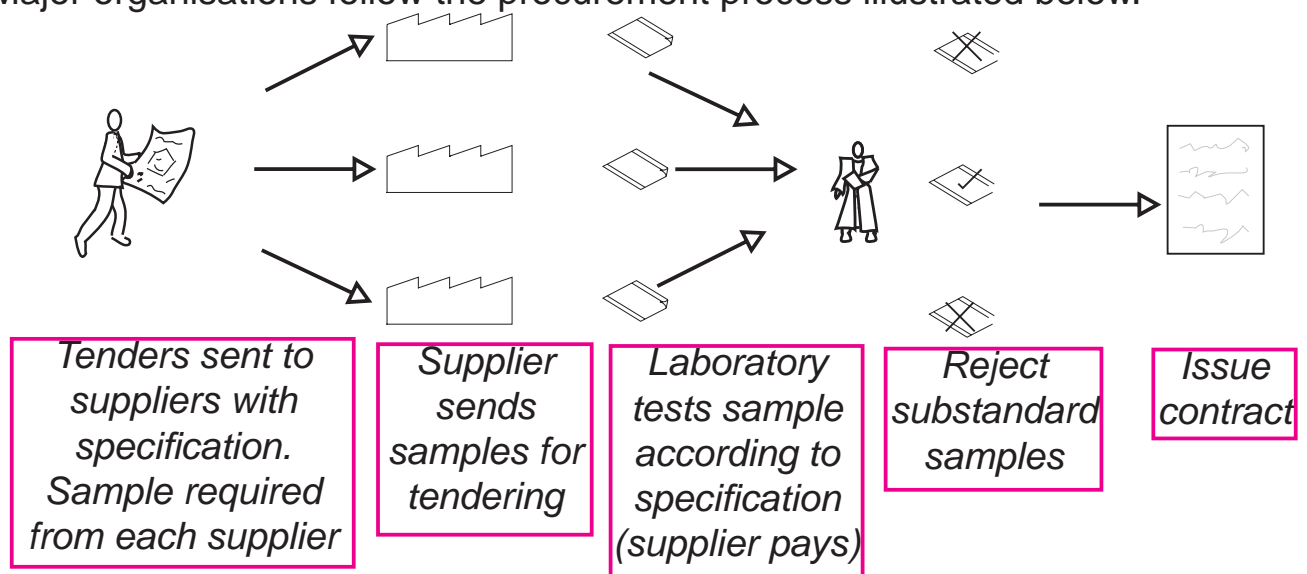 Major organisations follow the procurement process illustrated below.
Tenders sent to
suppliers with
specification.
Sample required
from each supplier
Supplier
sends
samples for
tendering
Laboratory
tests sample
according to
specification
(supplier pays)
Reject
substandard
samples
Issue
contract